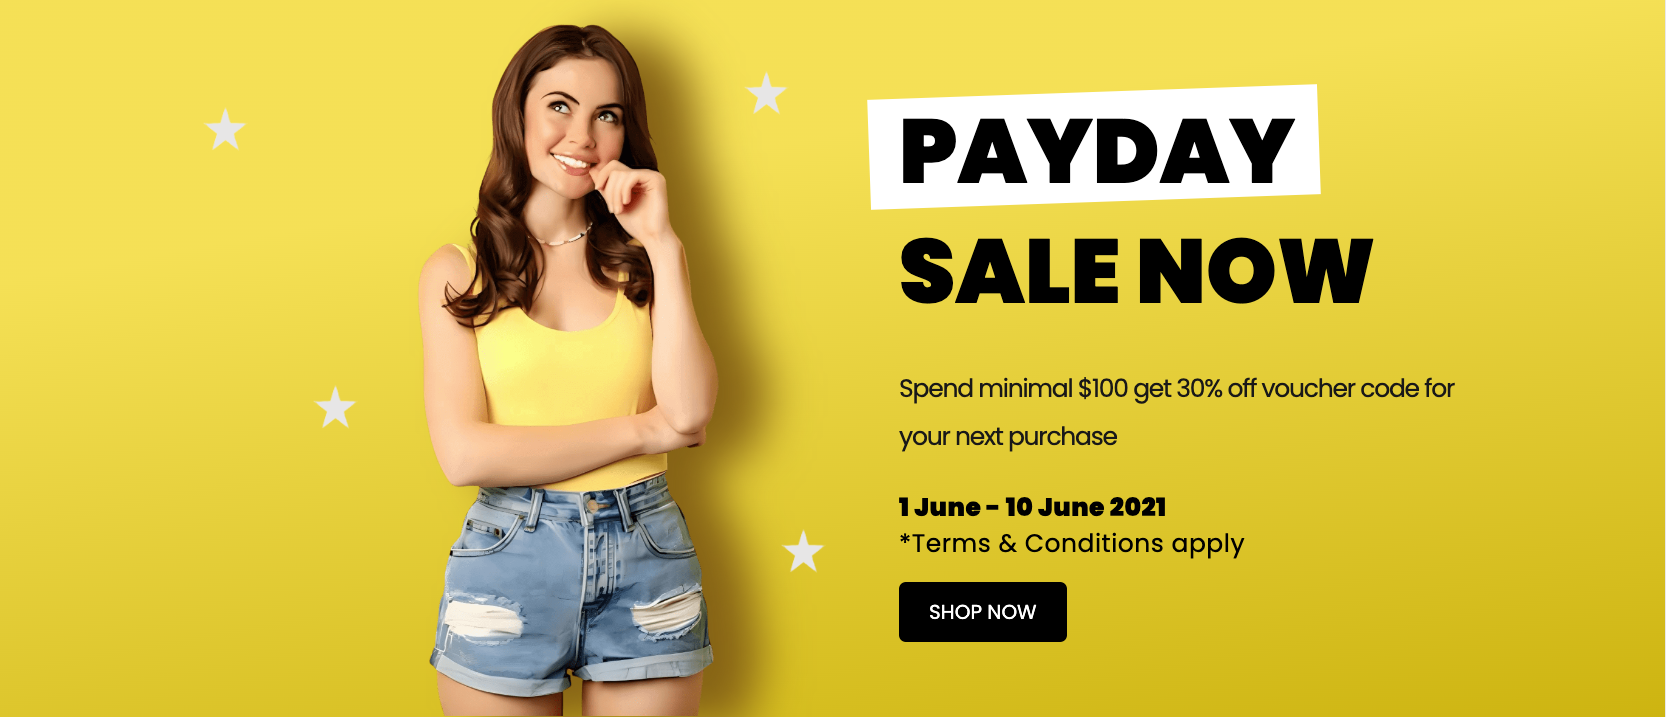 PAYDAY
SALE NOW
Spend minimal $100 get 30% off voucher code for
your next purchase
1 June - 10 June 2021
*Terms & Conditions apply
SHOP NOW